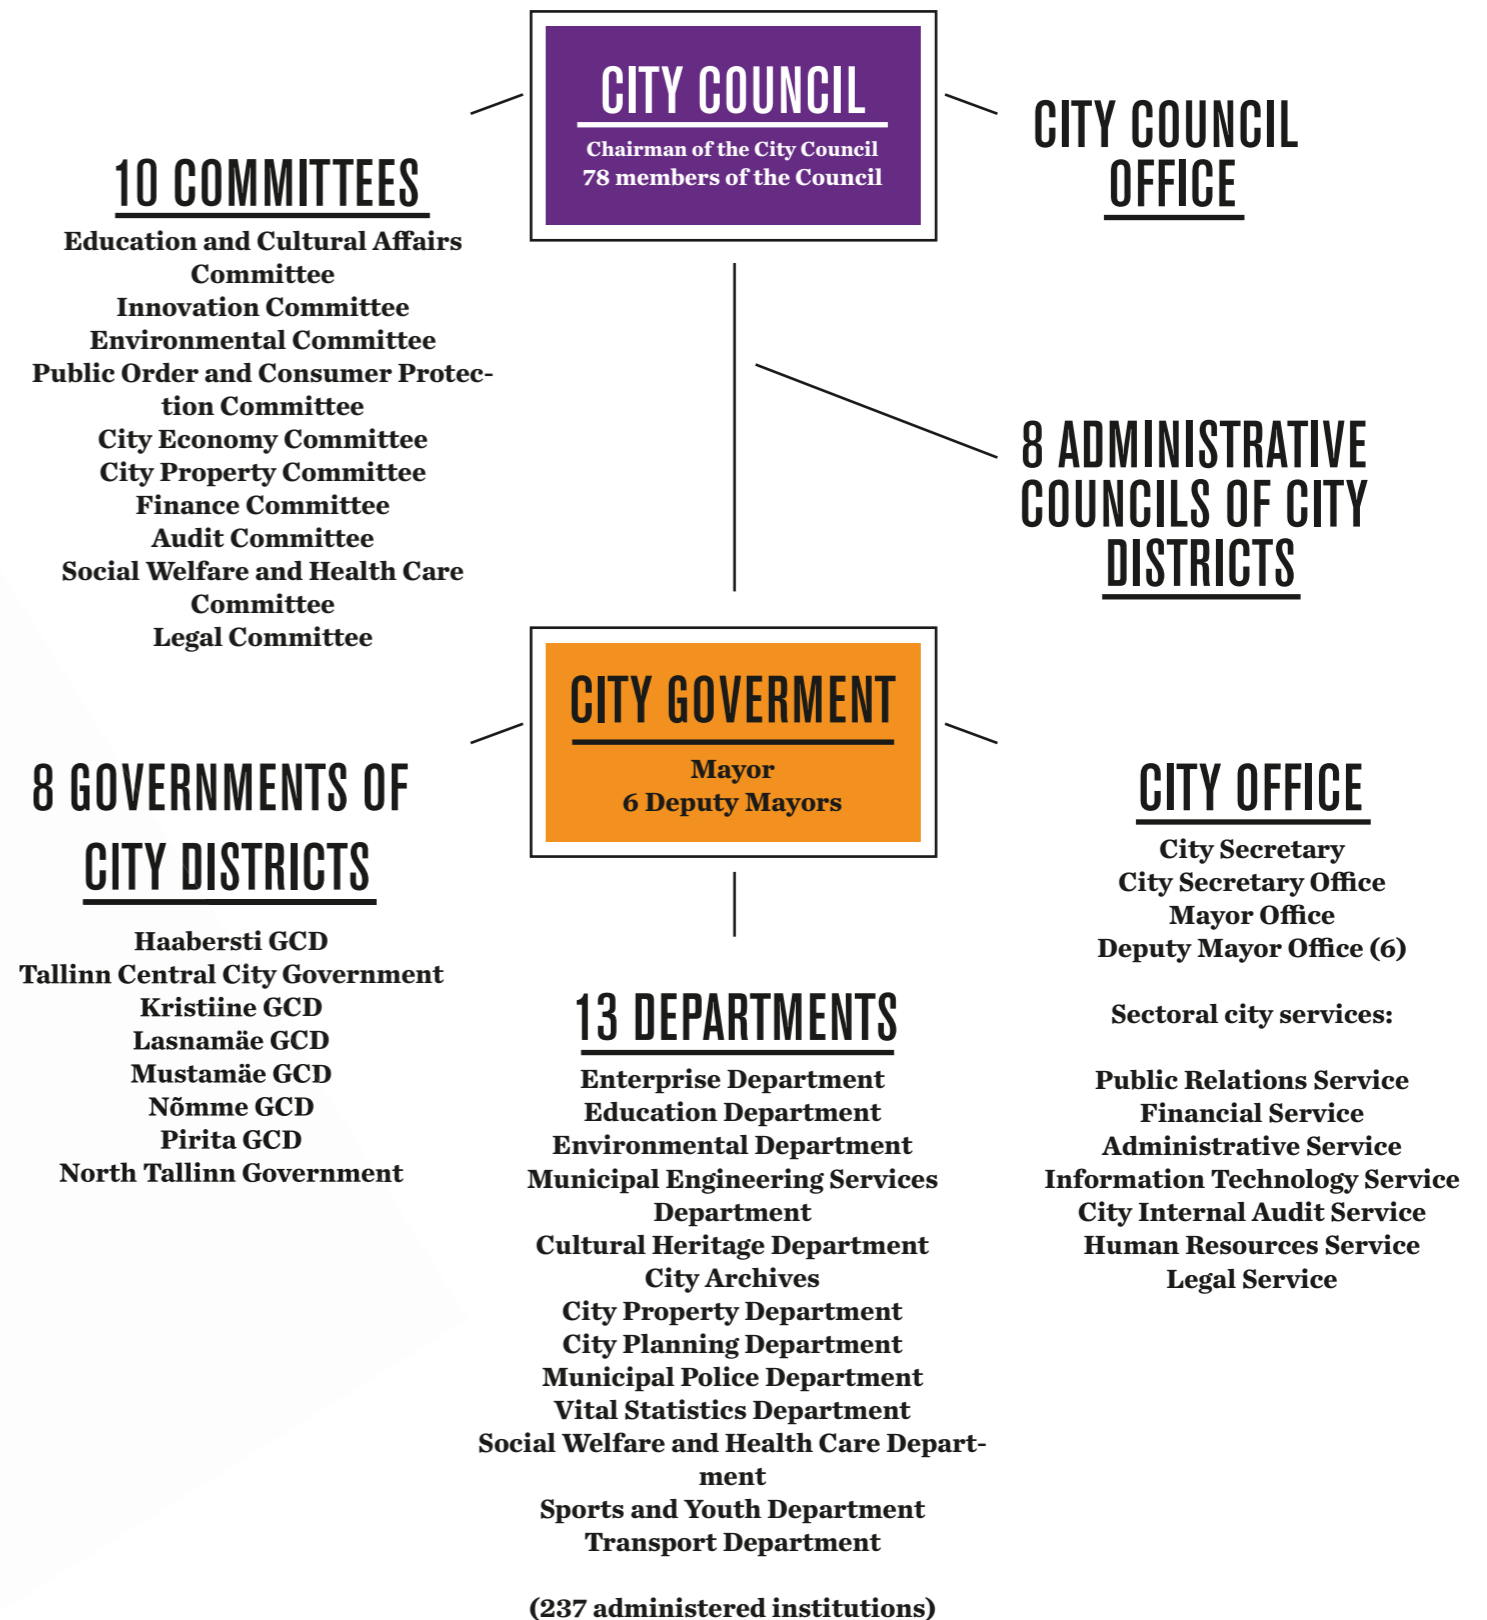 CITY COUNCIL
Chairman of the City Council
78 members of the Council
CITY COUNCIL
OFFICE
10 COMMITTEES
Education and Cultural Affairs
Committee
Innovation Committee
Environmental Committee
Public Order and Consumer Protec-
tion Committee
City Economy Committee
City Property Committee
Finance Committee
Audit Committee
Social Welfare and Health Care
Committee
Legal Committee
8 ADMINISTRATIVE
COUNCILS OF CITY
DISTRICTS
CITY GOVERMENT
Mayor
6 Deputy Mayors
8 GOVERNMENTS OF
CITY DISTRICTS
Haabersti GCD
Tallinn Central City Government
Kristiine GCD
Lasnamäe GCD
Mustamäe GCD
Nõmme GCD
Pirita GCD
North Tallinn Government
13 DEPARTMENTS
Enterprise Department
Education Department
Environmental Department
Municipal Engineering Services
Department
Cultural Heritage Department
City Archives
City Property Department
City Planning Department
Municipal Police Department
Vital Statistics Department
Social Welfare and Health Care Depart-
ment
Sports and Youth Department
Transport Department
(237 administered institutions)
CITY OFFICE
City Secretary
City Secretary Office
Mayor Office
Deputy Mayor Office (6)
Sectoral city services:
Public Relations Service
Financial Service
Administrative Service
Information Technology Service
City Internal Audit Service
Human Resources Service
Legal Service